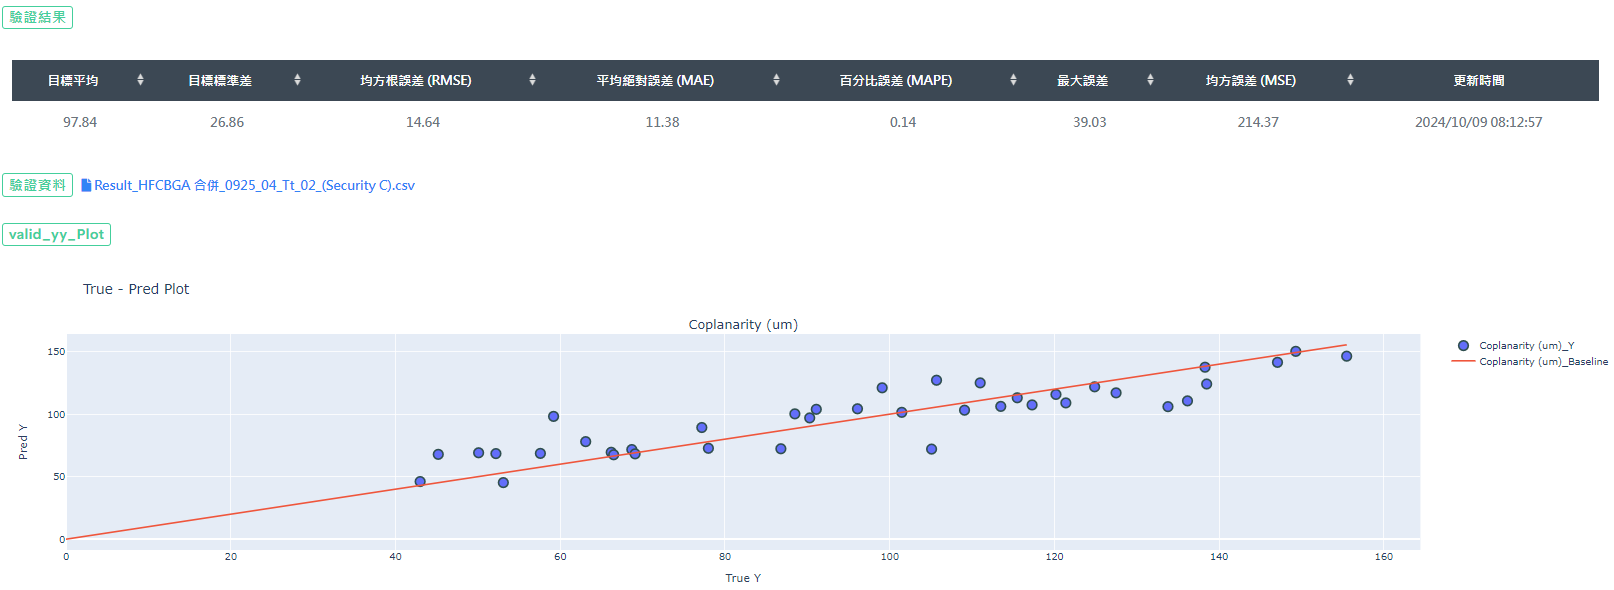 驗證結果
目標平均 目標標準差 均方根誤差 (RMSE) 平均絕對誤差 (MAE) 百分比誤差 (MAPE) 最大誤差 均方誤差 (MSE) 更新時間
97.84 26.86 14.64 11.38 0.14 39.03 214.37 2024/10/09 08:12:57
驗證資料 Result_HFCBGA 合併_0925_04_Tt_02_(Security C).csv
valid_yy_Plot
True - Pred Plot
Coplanarity (um)
150
100
50
0
Pred Y
0 20 40 60 80 100 120 140 160
True Y
Coplanarity (um)_Y
Coplanarity (um)_Baseline